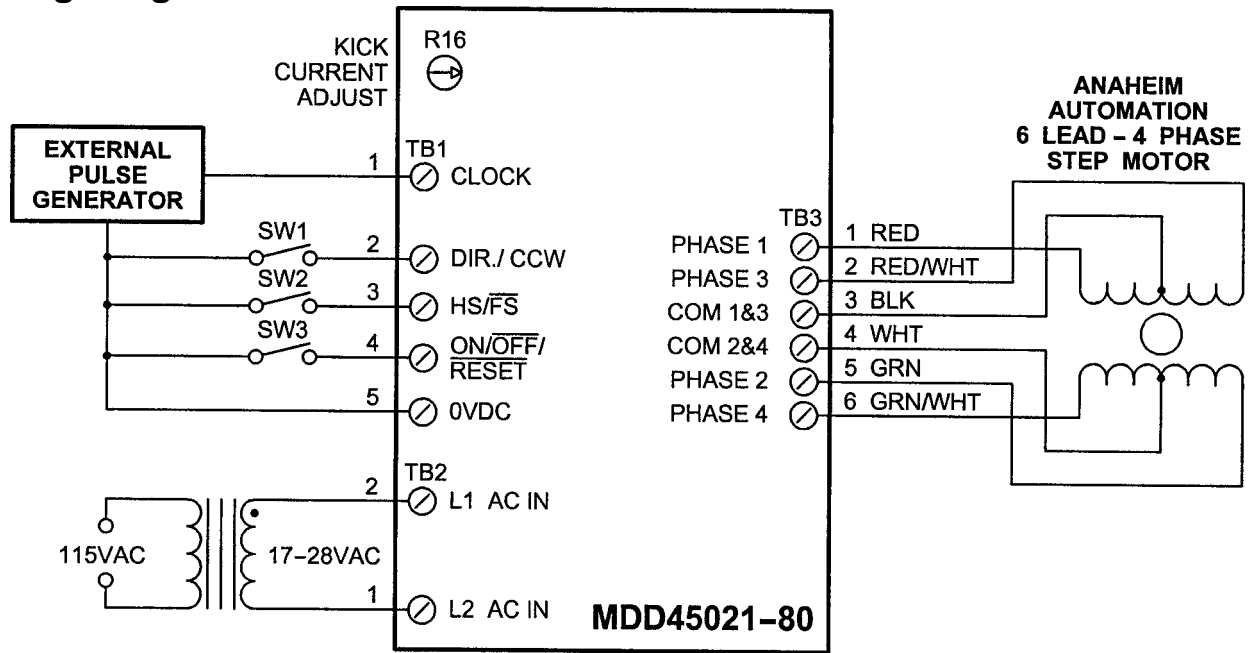 KICK
CURRENT
ADJUST
R16
EXTERNAL
PULSE
GENERATOR
1
TB1
CLOCK
SW1
2
DIR./ CCW
SW2
3
HS/FS
SW3
4
ON/OFF/
RESET
5
0VDC
TB2
2
L1 AC IN
115VAC
17-28VAC
1
L2 AC IN
MDD45021-80
ANAHEIM
AUTOMATION
6 LEAD - 4 PHASE
STEP MOTOR
TB3
PHASE 1
1 RED
PHASE 3
2 RED/WHT
COM 1&3
3 BLK
COM 2&4
4 WHT
PHASE 2
5 GRN
PHASE 4
6 GRN/WHT